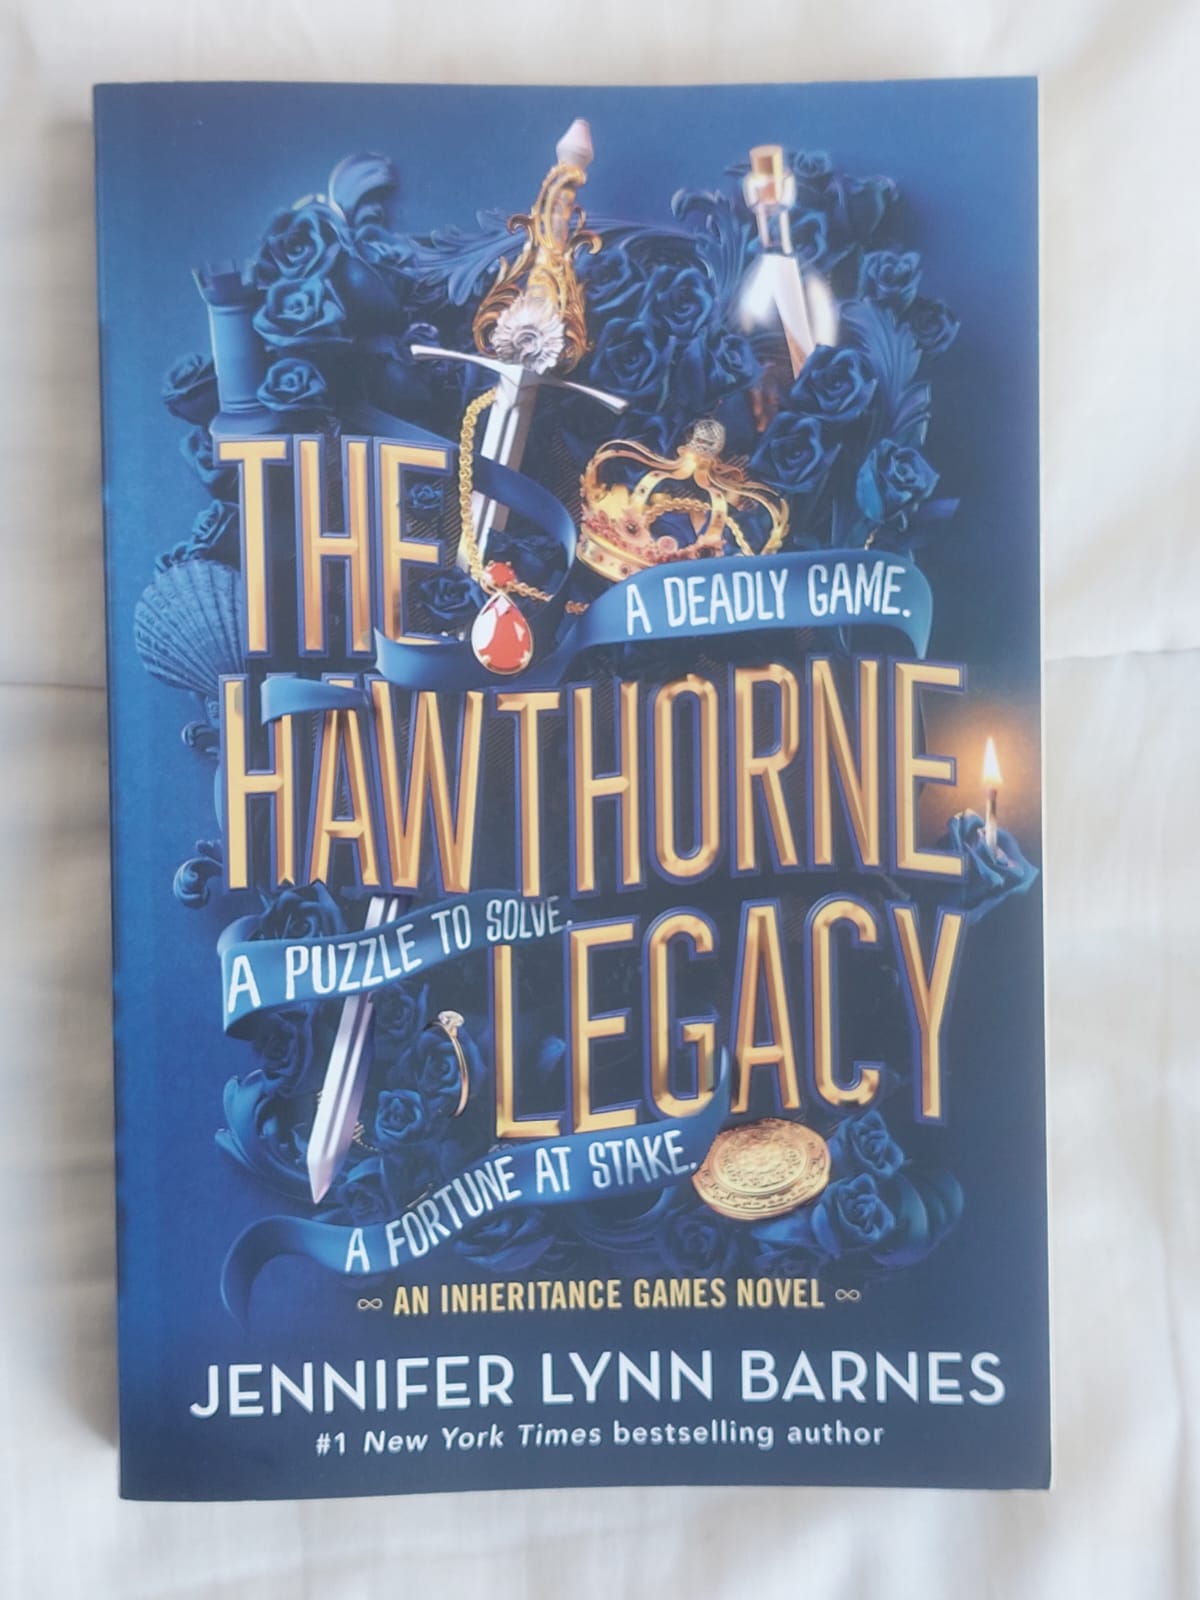 THE
A DEADLY GAME.
HAWTHORNE
A PUZZLE TO SOLVE.
LEGACY
A FORTUNE AT STAKE.
∞ AN INHERITANCE GAMES NOVEL ∞
JENNIFER LYNN BARNES
#1 New York Times bestselling author